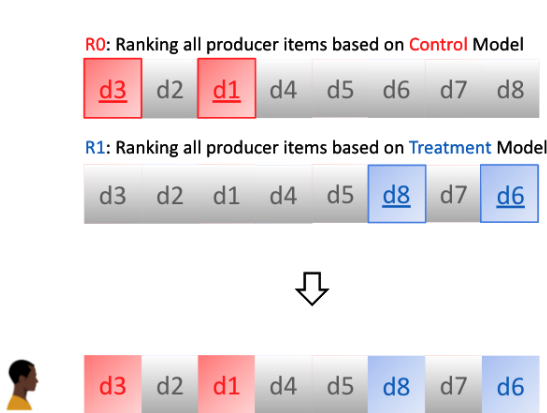 R0: Ranking all producer items based on Control Model
d3 d2 d1 d4 d5 d6 d7 d8
R1: Ranking all producer items based on Treatment Model
d3 d2 d1 d4 d5 d8 d7 d6
d3 d2 d1 d4 d5 d8 d7 d6